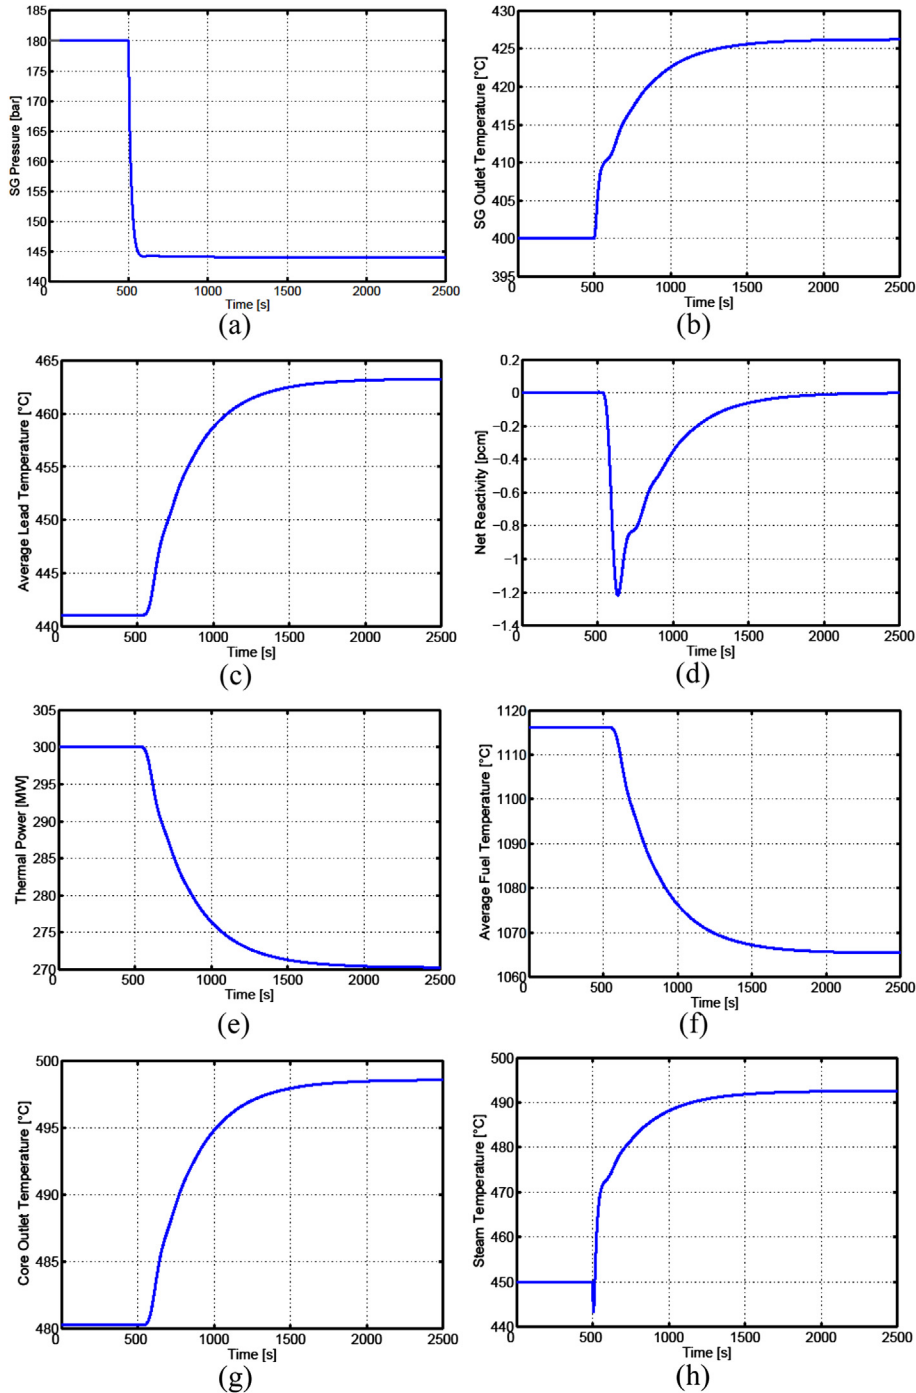 185
180
175
170
165
160
155
150
145
140
SG Pressure [bar]
0 500 1000 1500 2000 2500
Time [s]
(a)
430
425
420
415
410
405
400
395
SG Outlet Temperature [°C]
0 500 1000 1500 2000 2500
Time [s]
(b)
465
460
455
450
445
440
Average Lead Temperature [°C]
0 500 1000 1500 2000 2500
Time [s]
(c)
0.2
0
−0.2
−0.4
−0.6
−0.8
−1
−1.2
−1.4
Net Reactivity [pcm]
0 500 1000 1500 2000 2500
Time [s]
(d)
305
300
295
290
285
280
275
270
Thermal Power [MW]
0 500 1000 1500 2000 2500
Time [s]
(e)
1120
1110
1100
1090
1080
1070
1060
Average Fuel Temperature [°C]
0 500 1000 1500 2000 2500
Time [s]
(f)
500
495
490
485
480
Core Outlet Temperature [°C]
0 500 1000 1500 2000 2500
Time [s]
(g)
500
490
480
470
460
450
440
Steam Temperature [°C]
0 500 1000 1500 2000 2500
Time [s]
(h)